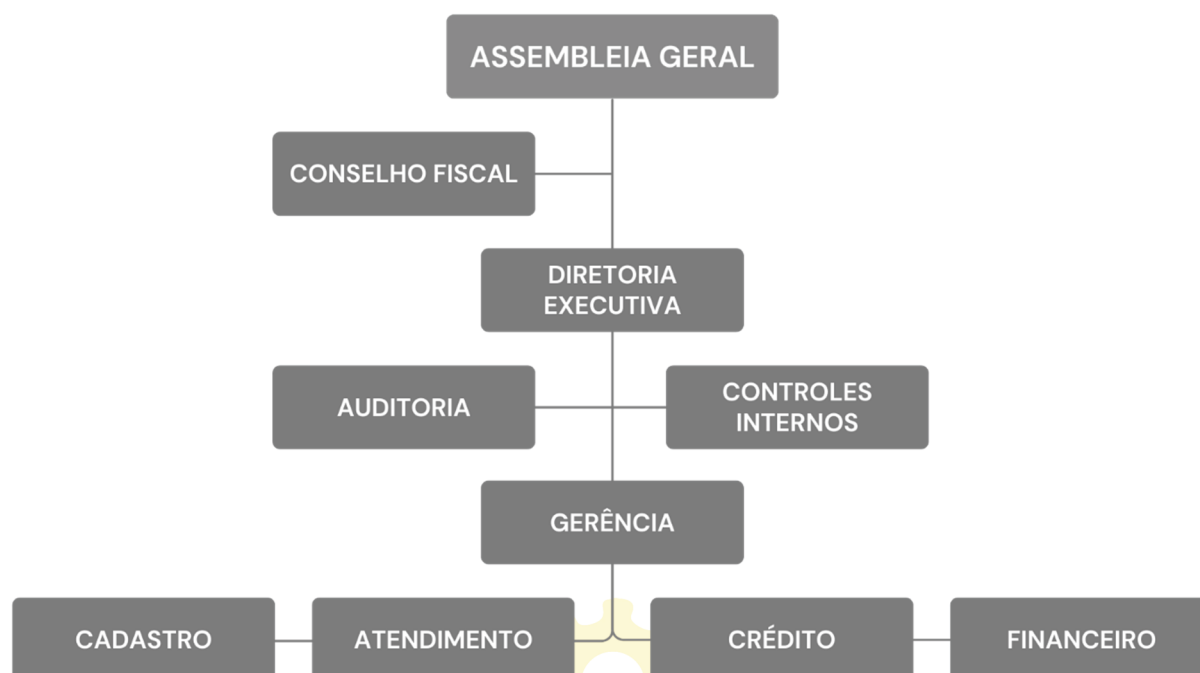 ASSEMBLEIA GERAL
CONSELHO FISCAL
DIRETORIA
EXECUTIVA
AUDITORIA
CONTROLES
INTERNOS
GERÊNCIA
CADASTRO
ATENDIMENTO
CRÉDITO
FINANCEIRO